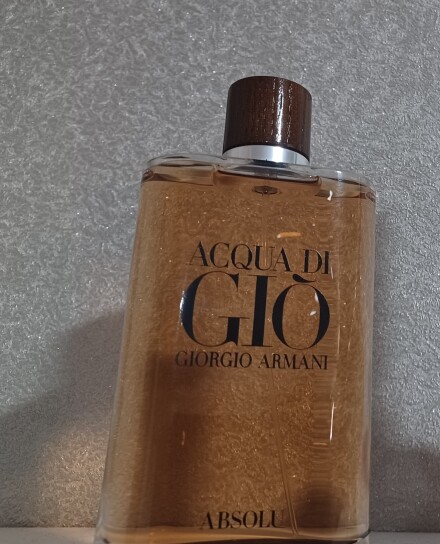 ACQUA DI
GIÒ
GIORGIO ARMANI
ABSOLU